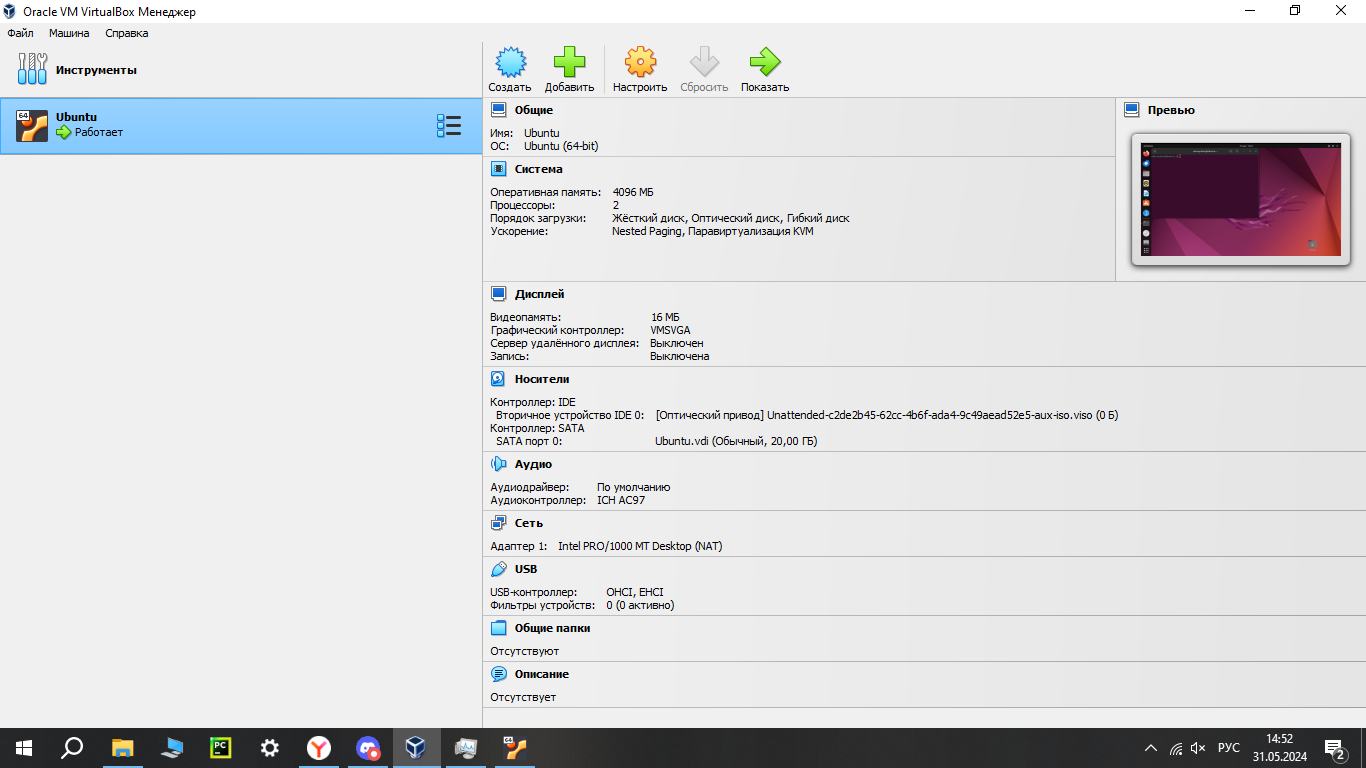 Oracle VM VirtualBox Менеджер
Файл Машина Справка
Инструменты
Создать Добавить Настроить Сбросить Показать
64
Ubuntu
Работает
Общие
Имя: Ubuntu
ОС: Ubuntu (64-bit)
Превью
Система
Оперативная память: 4096 МБ
Процессоры: 2
Порядок загрузки: Жёсткий диск, Оптический диск, Гибкий диск
Ускорение: Nested Paging, Паравиртуализация KVM
Дисплей
Видеопамять: 16 МБ
Графический контроллер: VMSVGA
Сервер удалённого дисплея: Выключен
Запись: Выключена
Носители
Контроллер: IDE
Вторичное устройство IDE 0: [Оптический привод] Unattended-c2de2b45-62cc-4b6f-ada4-9c49aead52e5-aux-iso.viso (0 Б)
Контроллер: SATA
SATA порт 0: Ubuntu.vdi (Обычный, 20,00 ГБ)
Аудио
Аудиодрайвер: По умолчанию
Аудиоконтроллер: ICH AC97
Сеть
Адаптер 1: Intel PRO/1000 MT Desktop (NAT)
USB
USB-контроллер: OHCI, EHCI
Фильтры устройств: 0 (0 активно)
Общие папки
Отсутствуют
Описание
Отсутствует
PC
64
РУС
14:52
31.05.2024
2